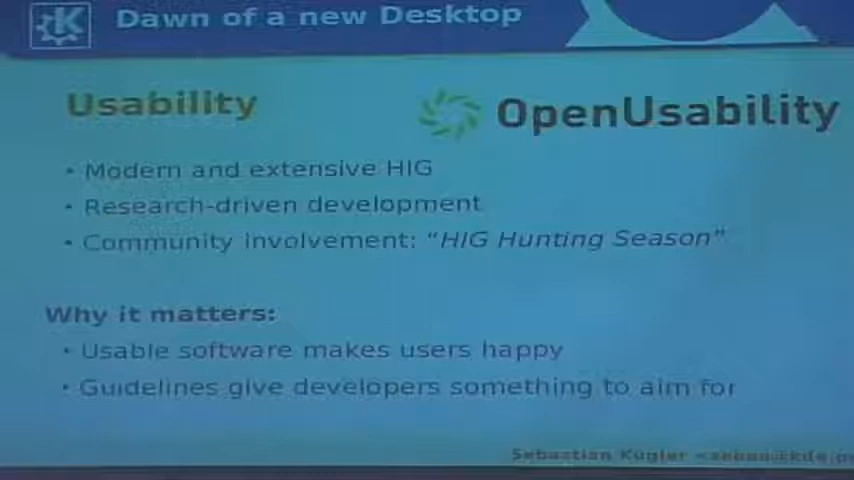 Dawn of a new Desktop
Usability
OpenUsability
• Modern and extensive HIG
• Research-driven development
• Community involvement: “HIG Hunting Season”
Why it matters:
• Usable software makes users happy
• Guidelines give developers something to aim for
Sebastian Kügler